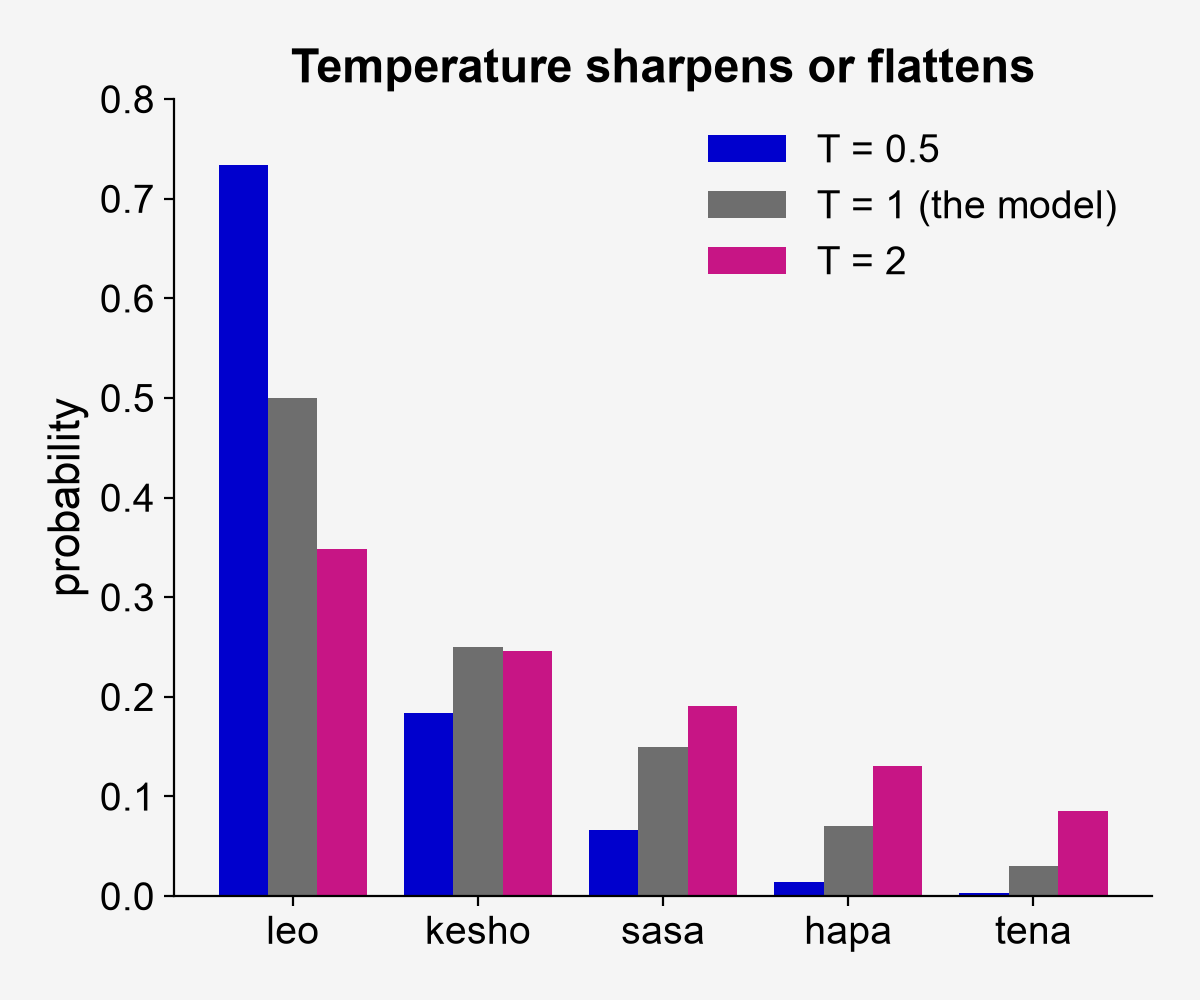 Temperature sharpens or flattens
T = 0.5
T = 1 (the model)
T = 2
probability
0.8
0.7
0.6
0.5
0.4
0.3
0.2
0.1
0.0
leo kesho sasa hapa tena